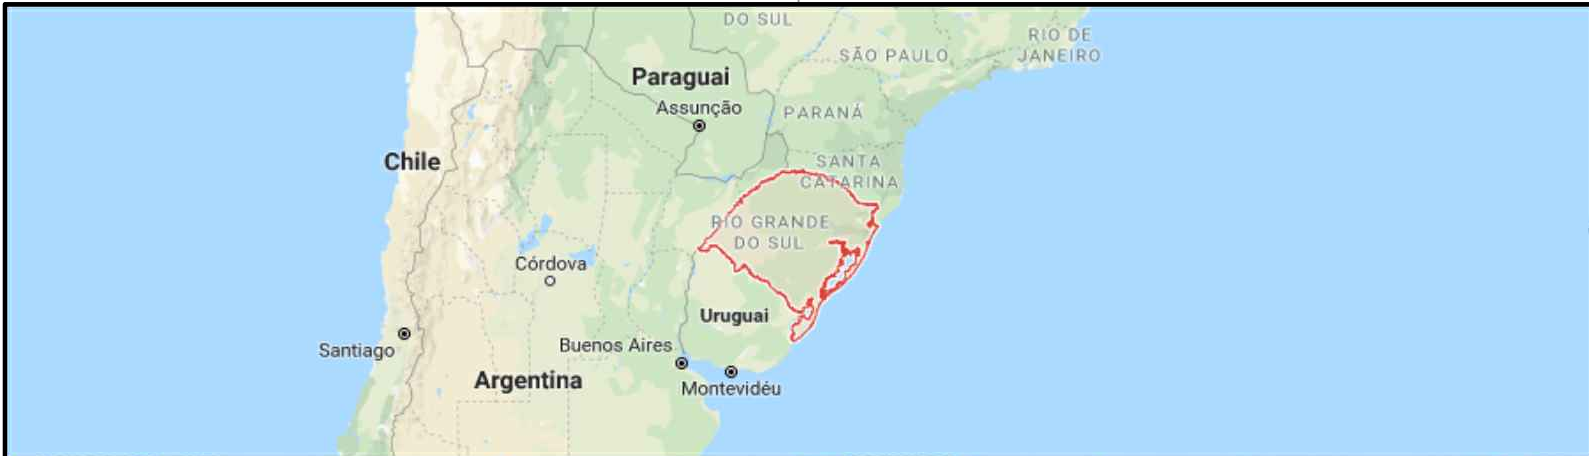 DO SUL
RIO DE
JANEIRO
SÃO PAULO
Paraguai
Assunção
PARANÁ
Chile
SANTA
CATARINA
RIO GRANDE
DO SUL
Córdova
Uruguai
Santiago
Buenos Aires
Argentina
Montevidéu